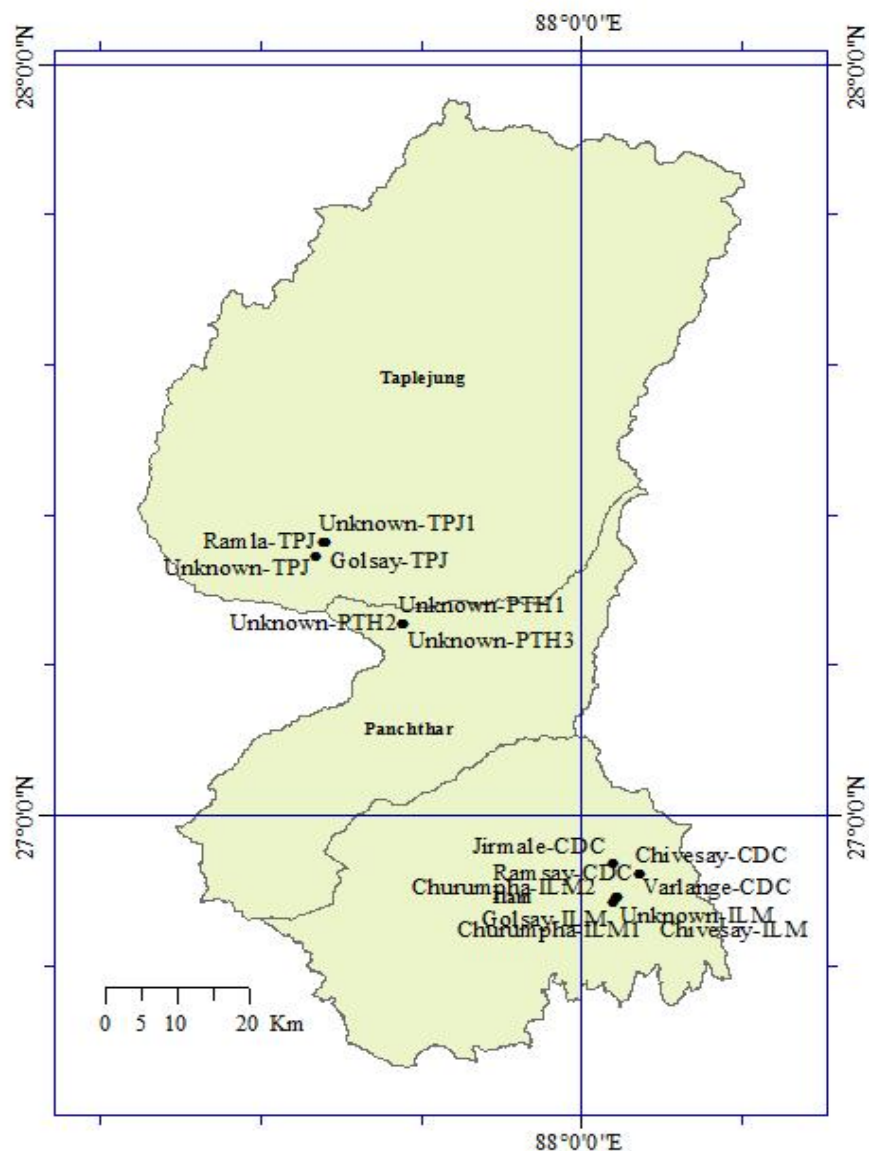 88°0'0"E
28°0'0"N
28°0'0"N
Taplejung
Unknown-TPJ1
Ramla-TPJ
Unknown-TPJ
Golsay-TPJ
Unknown-PTH1
Unknown-PTH2
Unknown-PTH3
Panchthar
27°0'0"N
27°0'0"N
Jirmale-CDC
Chivesay-CDC
Ramsay-CDC
Churumpha-ILM2
Varlange-CDC
Ilam
Golsay-ILM
Unknown-ILM
Churumpha-ILM1
Chivesay-ILM
0 5 10 20 Km
88°0'0"E